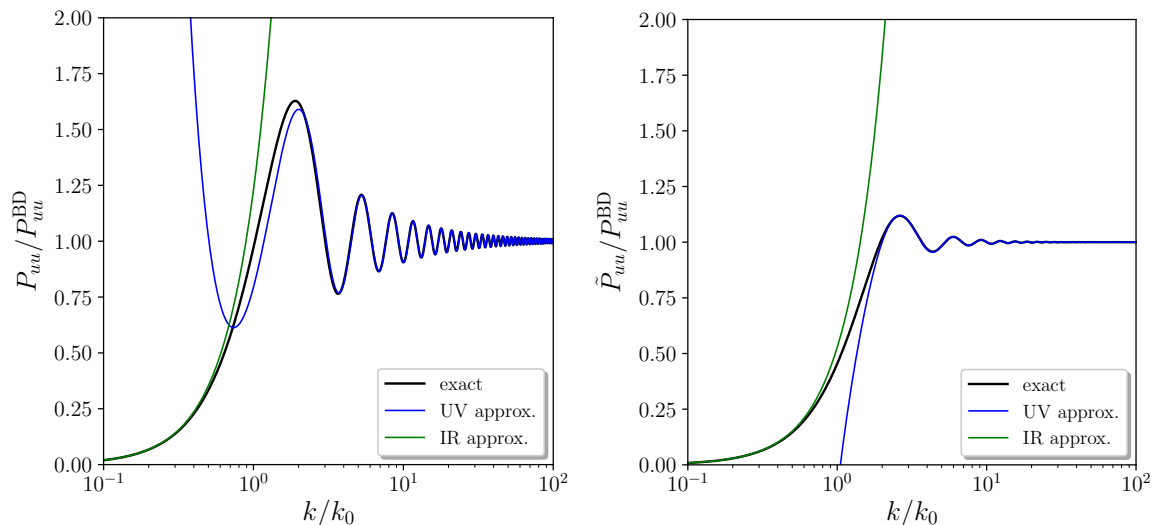 2.00
1.75
1.50
1.25
1.00
0.75
0.50
0.25
0.00
P_{uu}/P_{uu}^{BD}
10^{-1}
10^{0}
10^{1}
10^{2}
k/k_0
exact
UV approx.
IR approx.
2.00
1.75
1.50
1.25
1.00
0.75
0.50
0.25
0.00
\tilde{P}_{uu}/P_{uu}^{BD}
10^{-1}
10^{0}
10^{1}
10^{2}
k/k_0
exact
UV approx.
IR approx.